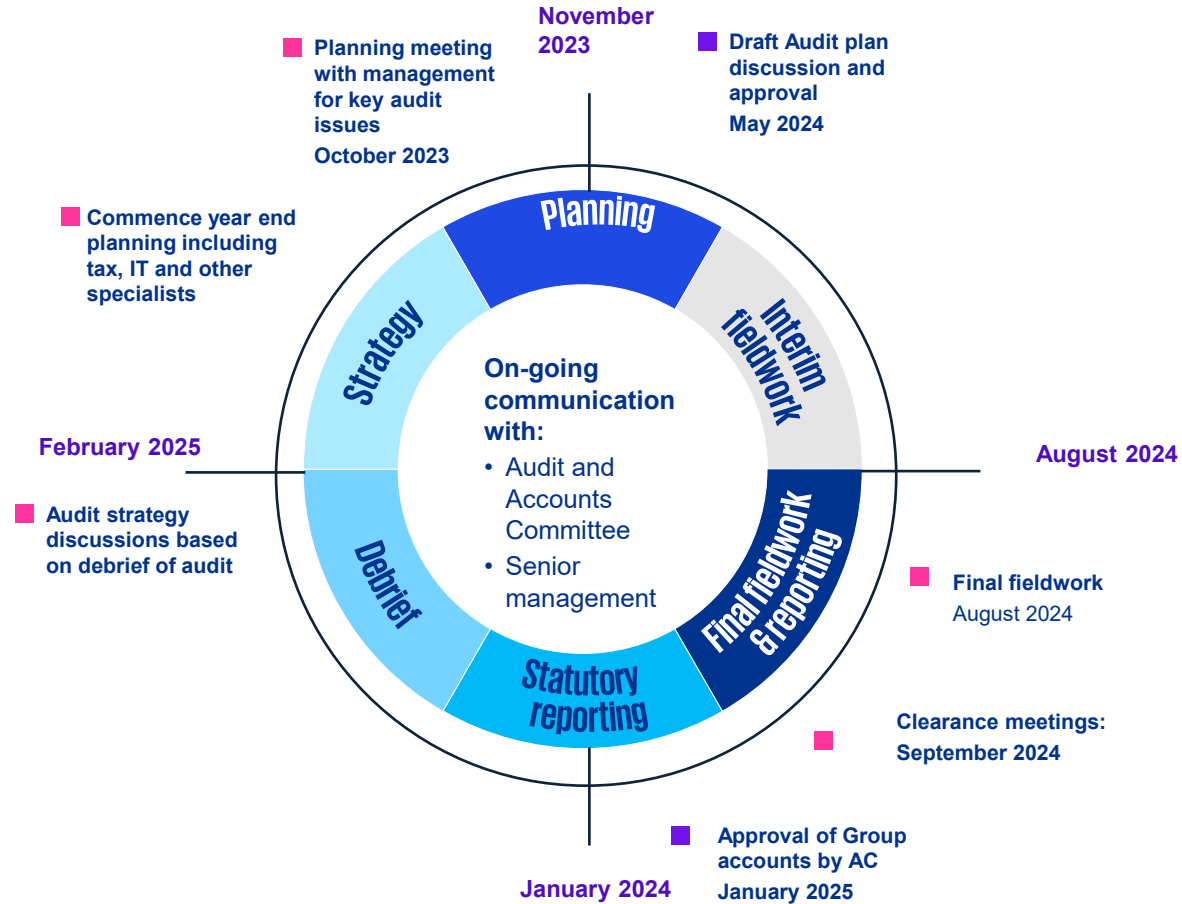 November
2023
Planning meeting
with management
for key audit
issues
October 2023
Draft Audit plan
discussion and
approval
May 2024
Commence year end
planning including
tax, IT and other
specialists
Planning
Strategy
Interim
fieldwork
On-going
communication
with:
• Audit and
Accounts
Committee
• Senior
management
February 2025
August 2024
Audit strategy
discussions based
on debrief of audit
Debrief
Final fieldwork
& reporting
Statutory
reporting
Final fieldwork
August 2024
Clearance meetings:
September 2024
Approval of Group
accounts by AC
January 2025
January 2024